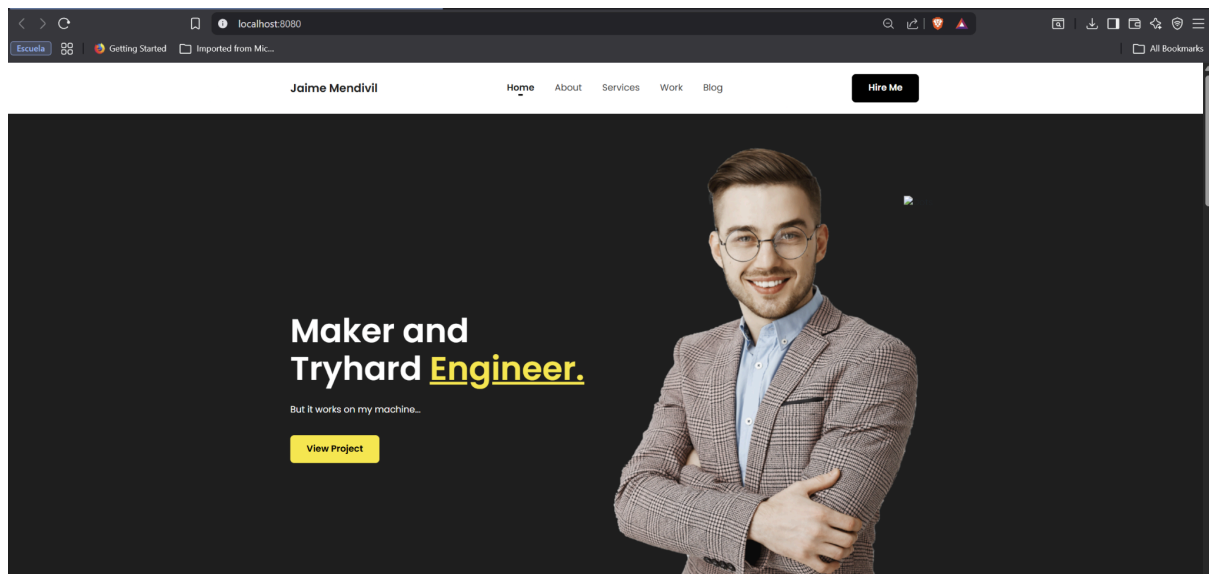 localhost:8080
Escuela
Getting Started
Imported from Mic...
All Bookmarks
Jaime Mendivil
Home
About
Services
Work
Blog
Hire Me
Maker and
Tryhard Engineer.
But it works on my machine...
View Project